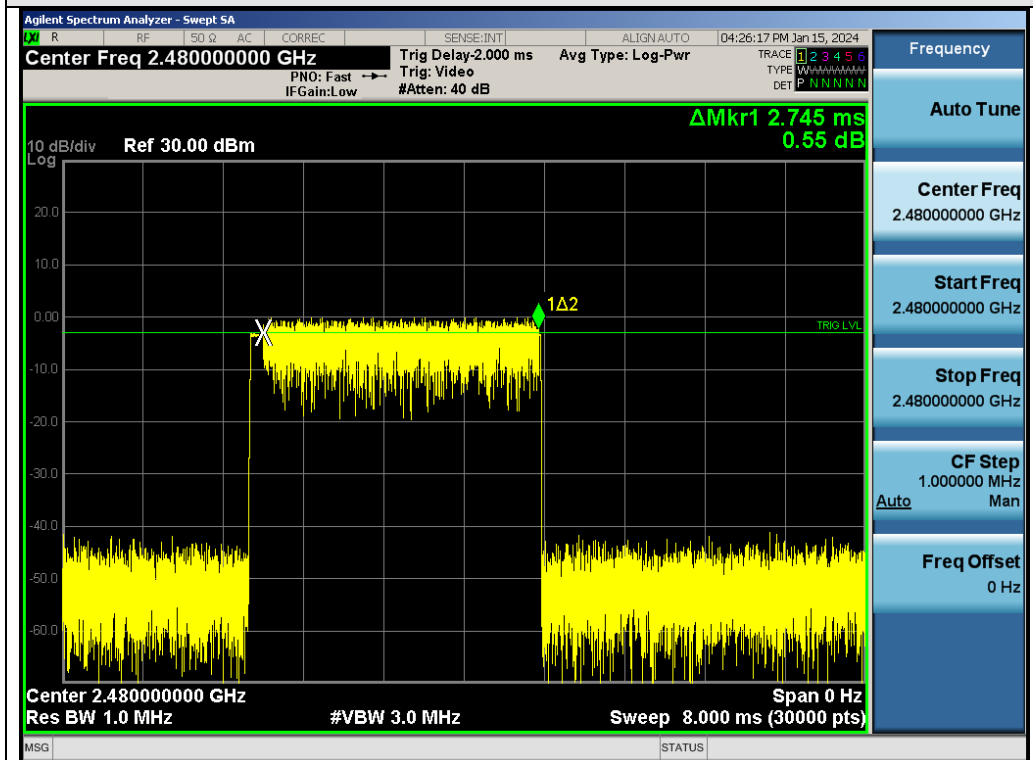 Agilent Spectrum Analyzer - Swept SA
LXI R RF 50 Ω AC CORREC SENSE:INT ALIGN AUTO 04:26:17 PM Jan 15, 2024
Center Freq 2.480000000 GHz
PNO: Fast
IFGain:Low
Trig Delay-2.000 ms
Trig: Video
#Atten: 40 dB
Avg Type: Log-Pwr
TRACE 1 2 3 4 5 6
TYPE WWWWWW
DET P N N N N N
ΔMkr1 2.745 ms
0.55 dB
10 dB/div Ref 30.00 dBm
Log
20.0
10.0
0.00
-10.0
-20.0
-30.0
-40.0
-50.0
-60.0
1Δ2
TRIG LVL
X
Center 2.480000000 GHz Span 0 Hz
Res BW 1.0 MHz #VBW 3.0 MHz Sweep 8.000 ms (30000 pts)
MSG STATUS
Frequency
Auto Tune
Center Freq
2.480000000 GHz
Start Freq
2.480000000 GHz
Stop Freq
2.480000000 GHz
CF Step
1.000000 MHz
Auto Man
Freq Offset
0 Hz